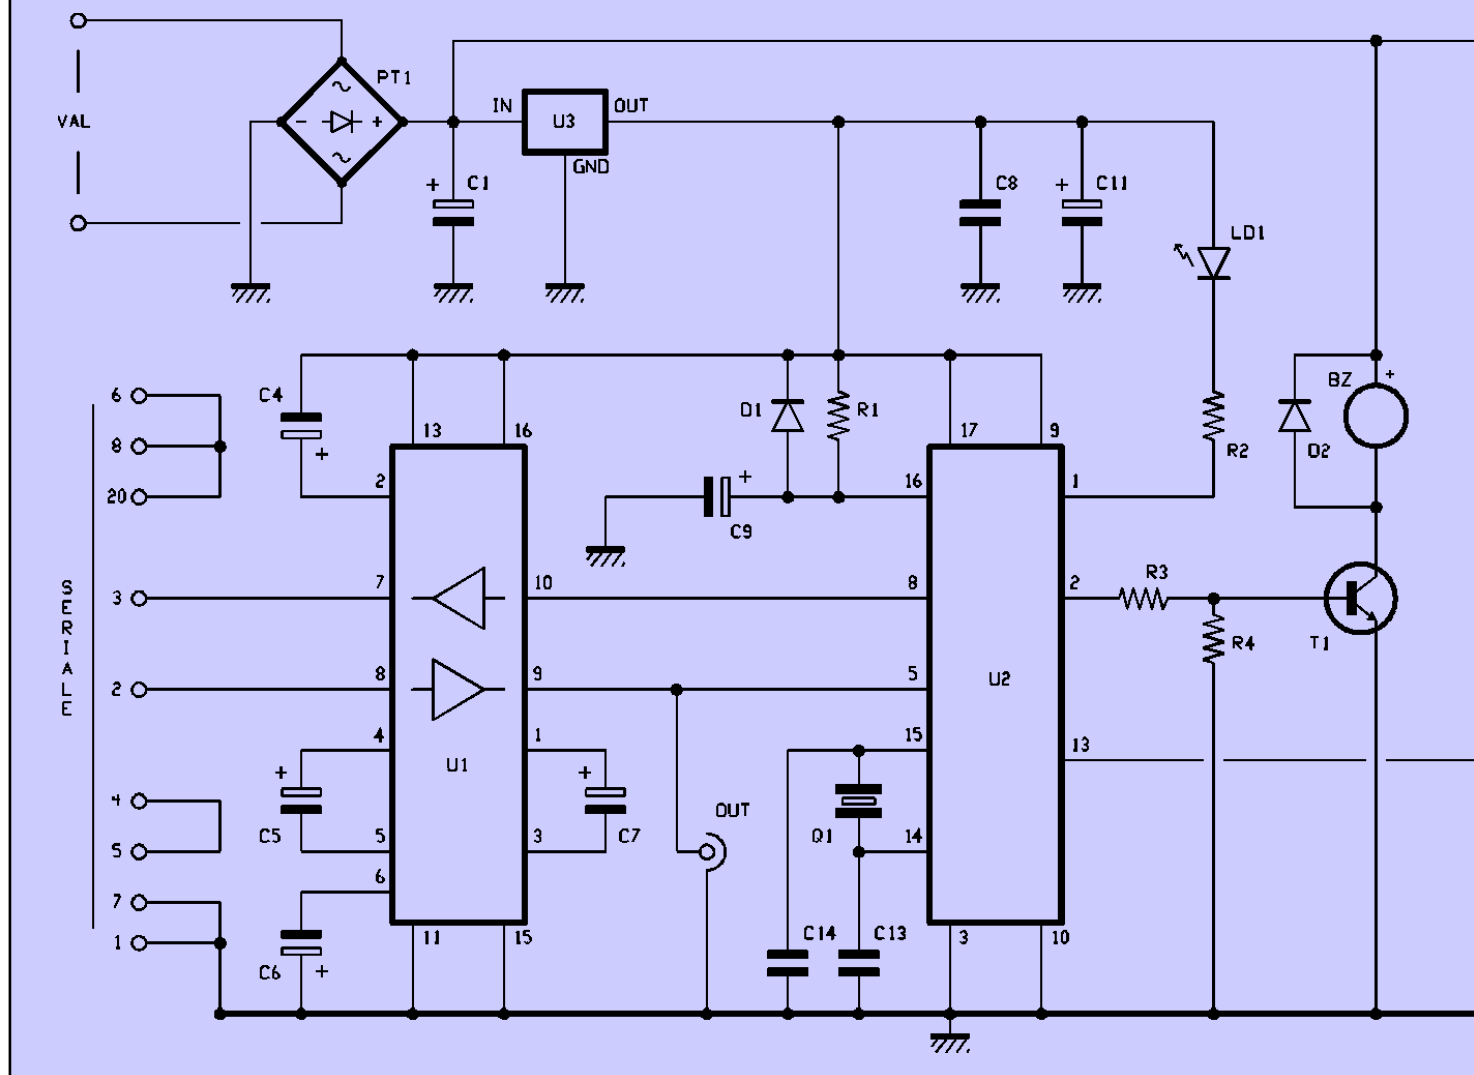 PT1
IN
OUT
U3
VAL
GND
+
C1
C8
+
C11
LD1
6
C4
13
16
D1
R1
17
9
BZ
+
8
+
2
16
1
R2
D2
20
+
C9
SERIALE
3
7
10
8
2
R3
2
8
9
5
R4
T1
U2
4
1
15
13
U1
+
+
4
C5
5
3
C7
OUT
Q1
14
5
6
7
1
11
15
C14
C13
3
10
C6
+